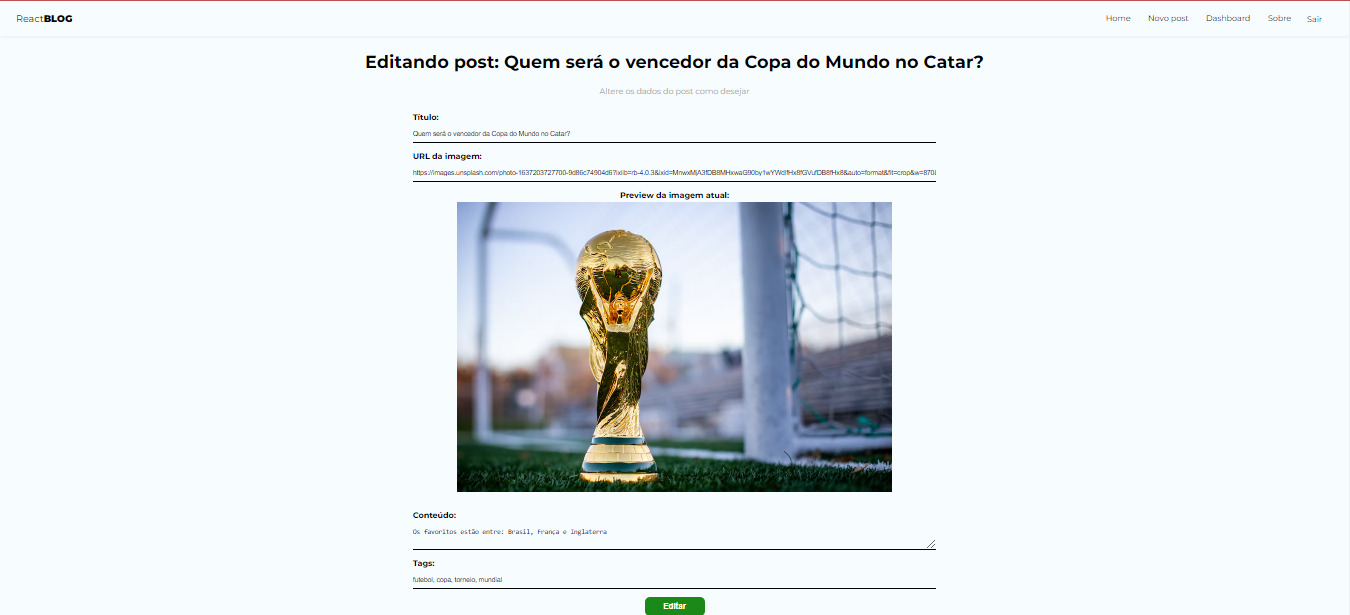 ReactBLOG
Home Novo post Dashboard Sobre Sair
Editando post: Quem será o vencedor da Copa do Mundo no Catar?
Altere os dados do post como desejar
Título:
Quem será o vencedor da Copa do Mundo no Catar?
URL da imagem:
https://images.unsplash.com/photo-1637203727700-9d86c74904d6?ixlib=rb-4.0.3&ixid=MnwxMjA3fDB8MHxwaG90by1wYWdlfHx8fGVufDB8fHx8&auto=format&fit=crop&w=870&
Preview da imagem atual:
Conteúdo:
Os favoritos estão entre: Brasil, França e Inglaterra
Tags:
futebol, copa, torneio, mundial
Editar